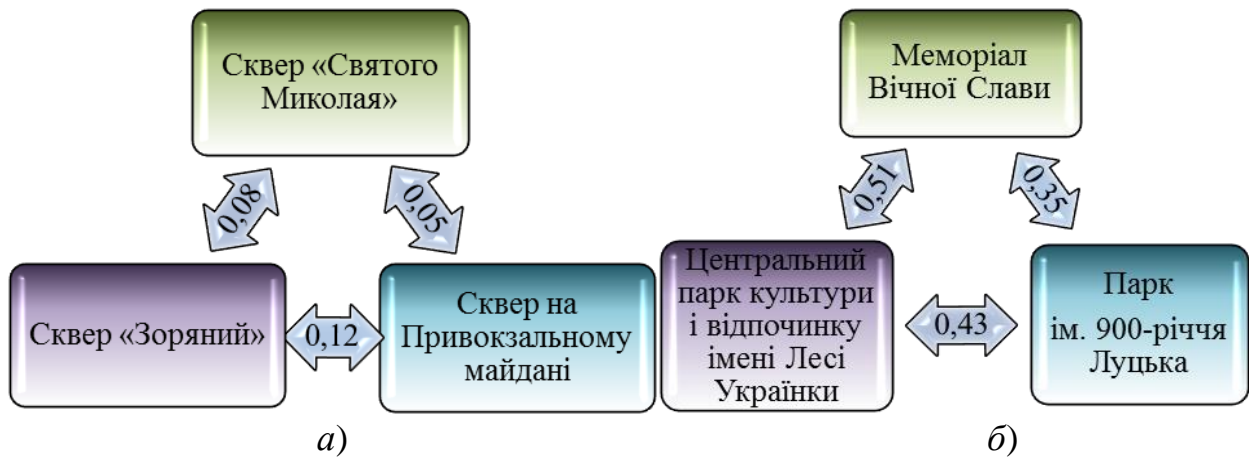 Сквер «Святого
Миколая»
0,08
0,05
Сквер «Зоряний»
0,12
Сквер на
Привокзальному
майдані
а)
Меморіал
Вічної Слави
0,51
0,35
Центральний
парк культури
і відпочинку
імені Лесі
Українки
0,43
Парк
ім. 900-річчя
Луцька
б)